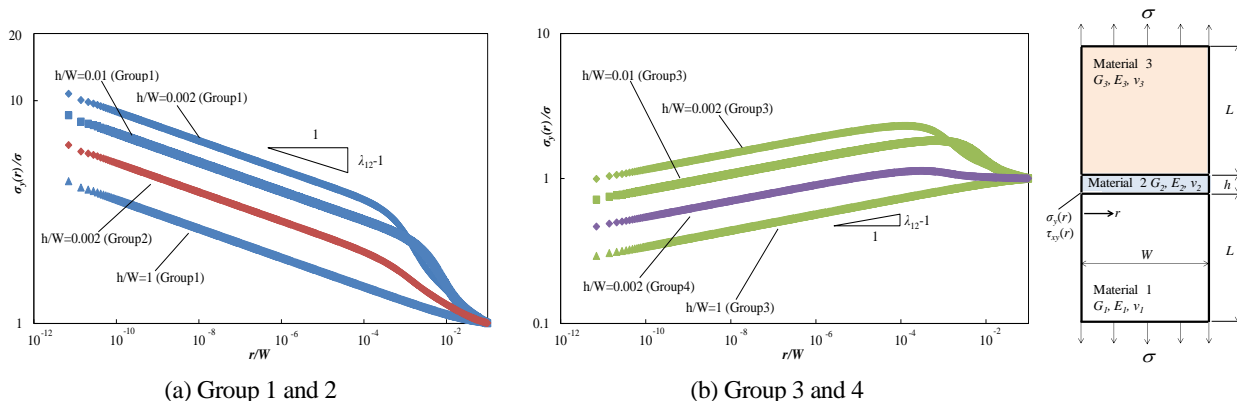 20
10
1
σy(r)/σ
h/W=0.01 (Group1)
h/W=0.002 (Group1)
1
λ12-1
h/W=0.002 (Group2)
h/W=1 (Group1)
10-12
10-10
10-8
10-6
10-4
10-2
r/W
(a) Group 1 and 2
10
1
0.1
σy(r)/σ
h/W=0.01 (Group3)
h/W=0.002 (Group3)
λ12-1
1
h/W=0.002 (Group4)
h/W=1 (Group3)
10-12
10-10
10-8
10-6
10-4
10-2
r/W
(b) Group 3 and 4
σ
Material 3
G3, E3, ν3
L
Material 2 G2, E2, ν2
h
σy(r)
τxy(r)
r
W
L
Material 1
G1, E1, ν1
σ